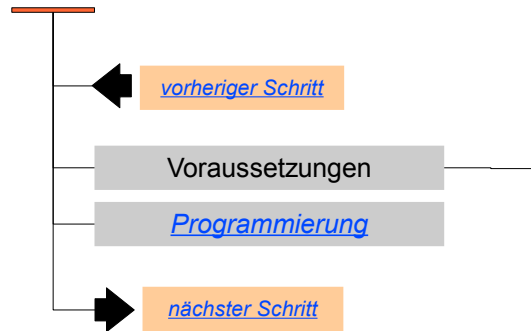 vorheriger Schritt
Voraussetzungen
Programmierung
nächster Schritt